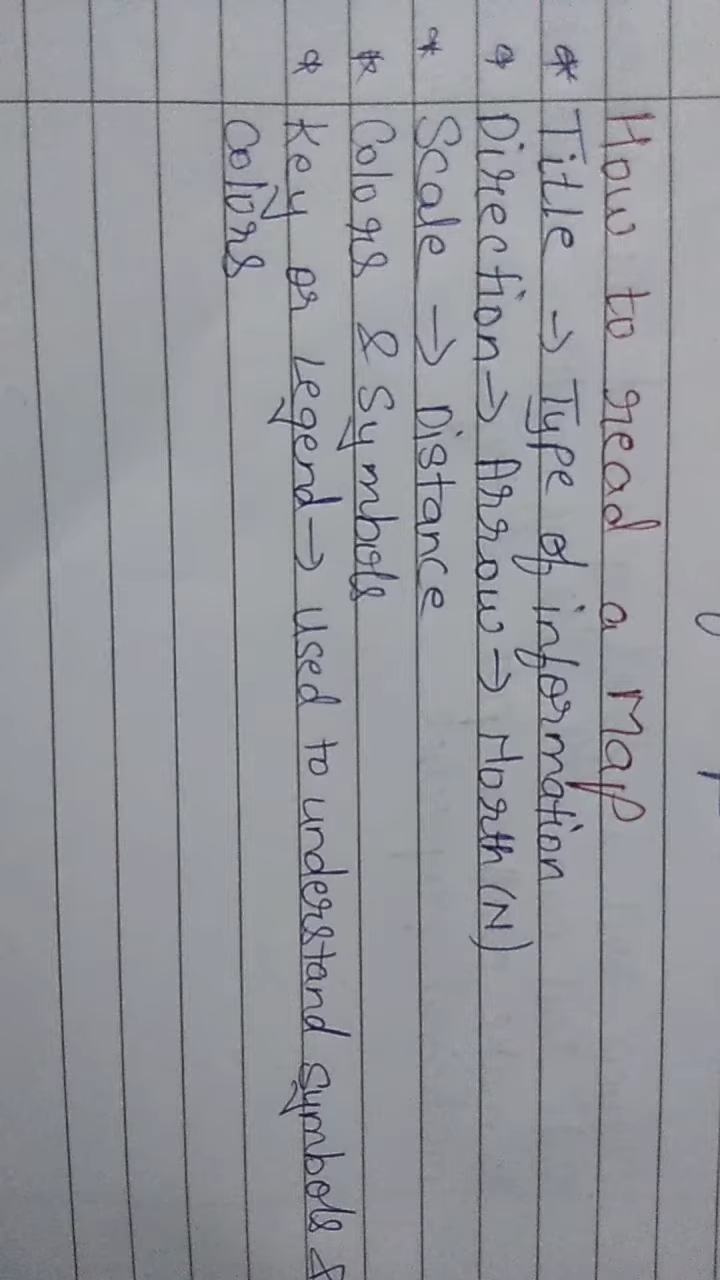 How to read a Map
* Title → Type of information
* Direction → Arrow → North (N)
* Scale → Distance
* Colors & Symbols
* Key or Legend → used to understand symbols &
Colors